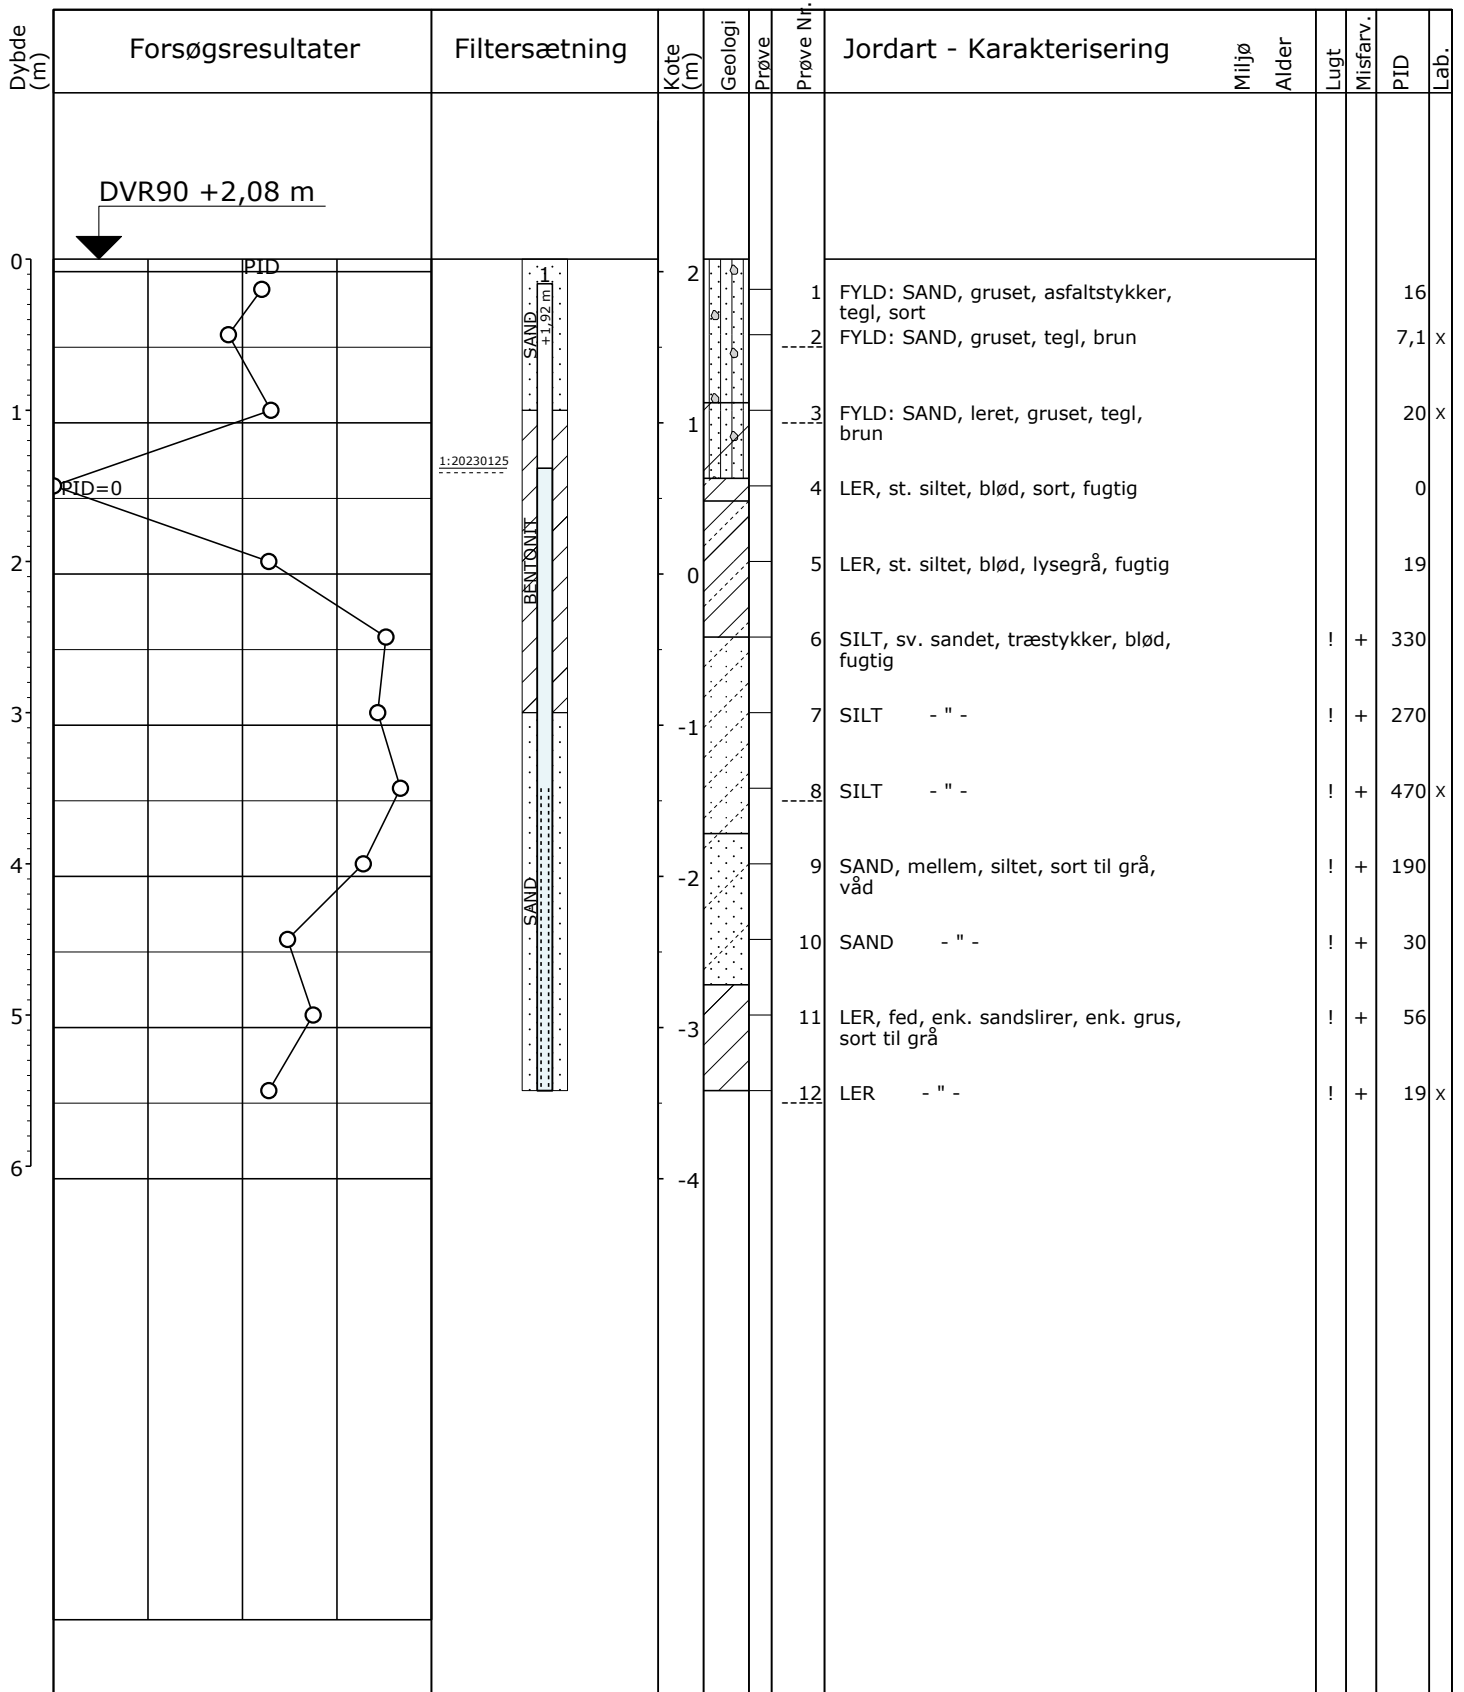 Dybde
(m)
Forsøgsresultater
Filtersætning
Kote
(m)
Geologi
Prøve
Prøve Nr.
Jordart - Karakterisering
Miljø
Alder
Lugt
Misfarv.
PID
Lab.
DVR90 +2,08 m
0
PID
1
2
+1,92 m
SAND
1 FYLD: SAND, gruset, asfaltstykker, 16
tegl, sort
2 FYLD: SAND, gruset, tegl, brun 7,1 x
1
1
3 FYLD: SAND, leret, gruset, tegl, 20 x
brun
1:20230125
PID=0
4 LER, st. siltet, blød, sort, fugtig 0
BENTONIT
2
0
5 LER, st. siltet, blød, lysegrå, fugtig 19
6 SILT, sv. sandet, træstykker, blød, ! + 330
fugtig
3
-1
7 SILT - " - ! + 270
8 SILT - " - ! + 470 x
4
-2
9 SAND, mellem, siltet, sort til grå, ! + 190
våd
SAND
10 SAND - " - ! + 30
5
-3
11 LER, fed, enk. sandslirer, enk. grus, ! + 56
sort til grå
12 LER - " - ! + 19 x
6
-4